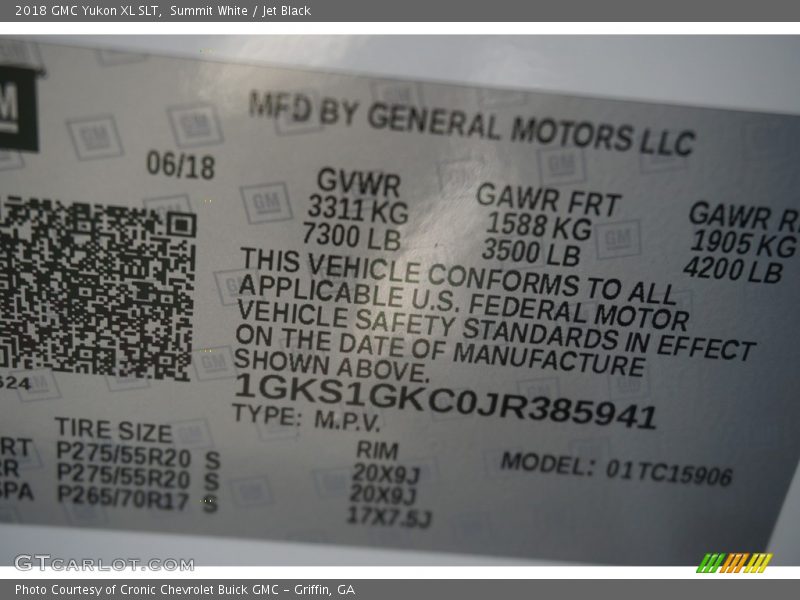 2018 GMC Yukon XL SLT,  Summit White / Jet Black
MFD BY GENERAL MOTORS LLC
06/18
GVWR GAWR FRT GAWR
3311 KG 1588 KG 1905 KG
7300 LB 3500 LB 4200 LB
THIS VEHICLE CONFORMS TO ALL
APPLICABLE U.S. FEDERAL MOTOR
VEHICLE SAFETY STANDARDS IN EFFECT
ON THE DATE OF MANUFACTURE
SHOWN ABOVE.
1GKS1GKC0JR385941
TYPE: M.P.V.
TIRE SIZE RIM MODEL: 01TC15906
P275/55R20 S 20X9J
P275/55R20 S 20X9J
P265/70R17 S 17X7.5J
GTCARLOT.COM
Photo Courtesy of Cronic Chevrolet Buick GMC – Griffin, GA